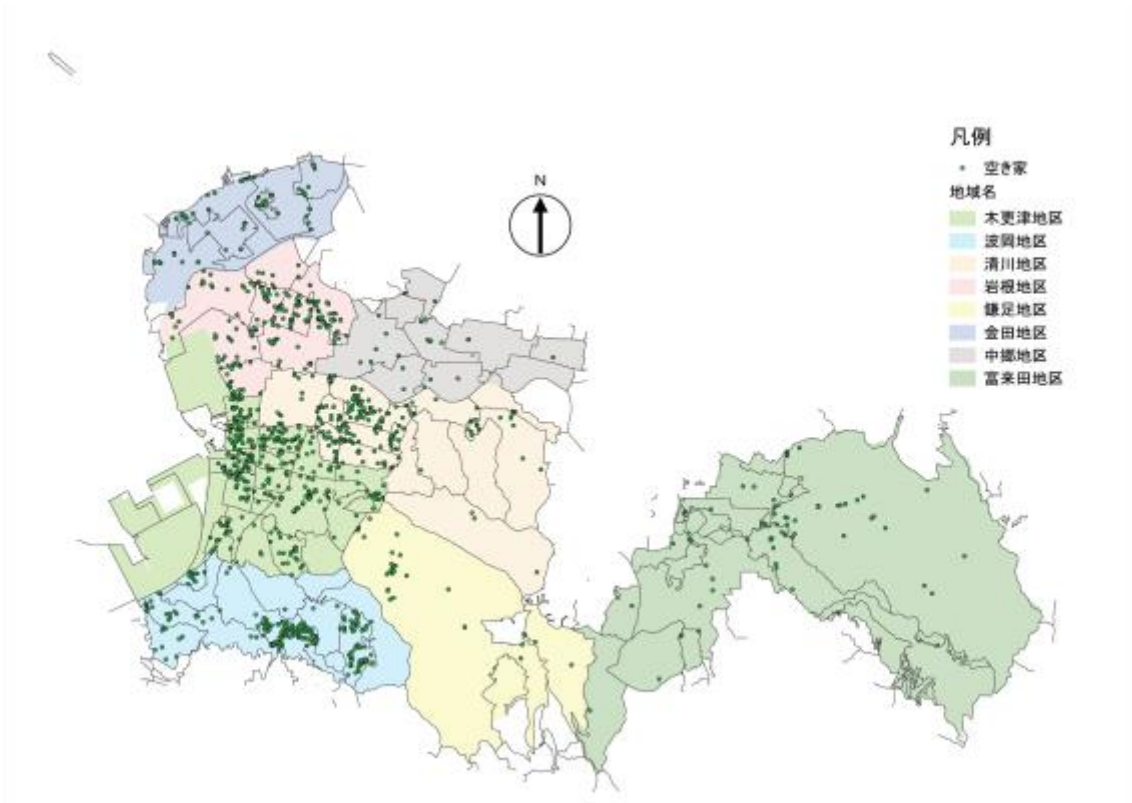 N
凡例
空き家
地域名
木更津地区
波岡地区
清川地区
岩根地区
鎌足地区
金田地区
中郷地区
富来田地区